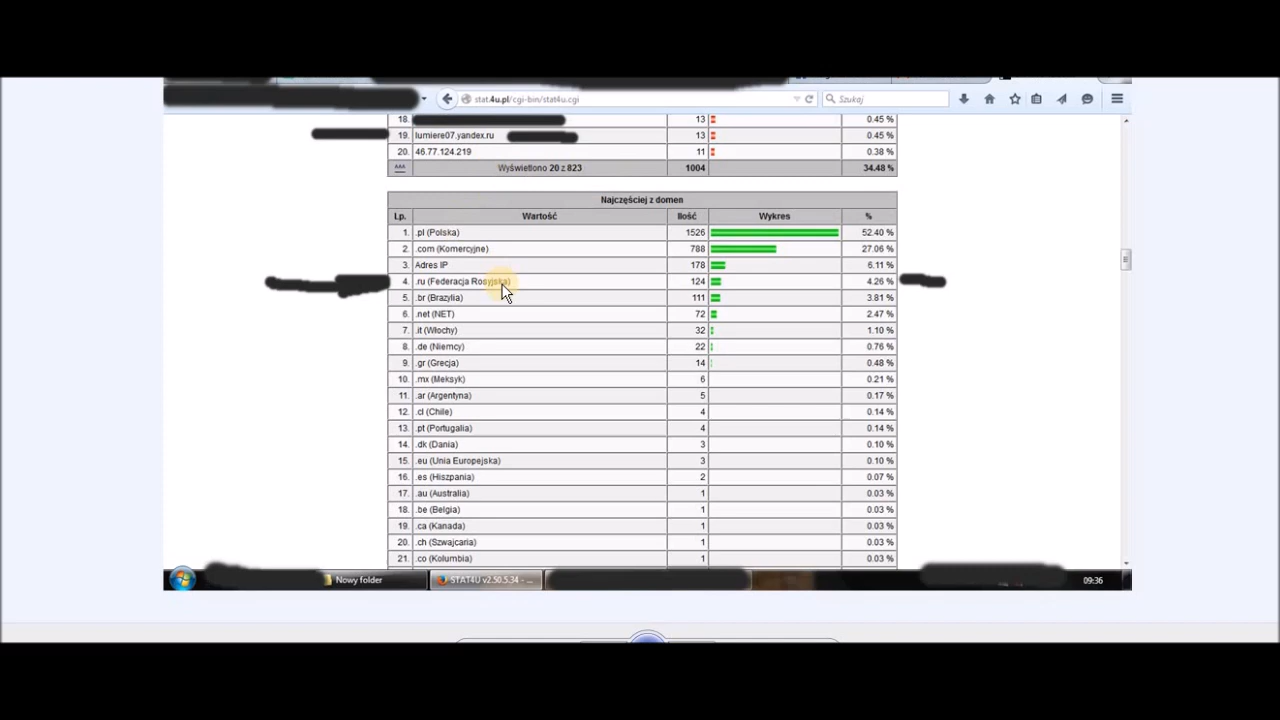 stat.4u.pl/cgi-bin/stat4u.cgi Szukaj
18. 13 0.45 %
19. lumiere07.yandex.ru 13 0.45 %
20. 46.77.124.219 11 0.38 %
^^^ Wyświetlono 20 z 823 1004 34.48 %
Najczęściej z domen
Lp. Wartość Ilość Wykres %
1. .pl (Polska) 1526 52.40 %
2. .com (Komercyjne) 788 27.06 %
3. Adres IP 178 6.11 %
4. .ru (Federacja Rosyjska) 124 4.26 %
5. .br (Brazylia) 111 3.81 %
6. .net (NET) 72 2.47 %
7. .it (Włochy) 32 1.10 %
8. .de (Niemcy) 22 0.76 %
9. .gr (Grecja) 14 0.48 %
10. .mx (Meksyk) 6 0.21 %
11. .ar (Argentyna) 5 0.17 %
12. .cl (Chile) 4 0.14 %
13. .pt (Portugalia) 4 0.14 %
14. .dk (Dania) 3 0.10 %
15. .eu (Unia Europejska) 3 0.10 %
16. .es (Hiszpania) 2 0.07 %
17. .au (Australia) 1 0.03 %
18. .be (Belgia) 1 0.03 %
19. .ca (Kanada) 1 0.03 %
20. .ch (Szwajcaria) 1 0.03 %
21. .co (Kolumbia) 1 0.03 %
Nowy folder STAT4U v2.50.5.34 - ... 09:36